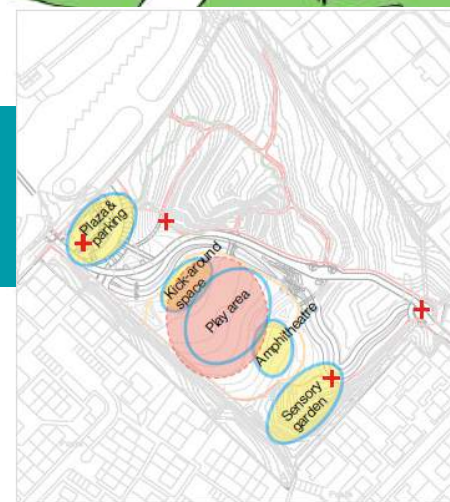 Plaza &
parking
Kick-around
space
Play area
Amphitheatre
Sensory
garden